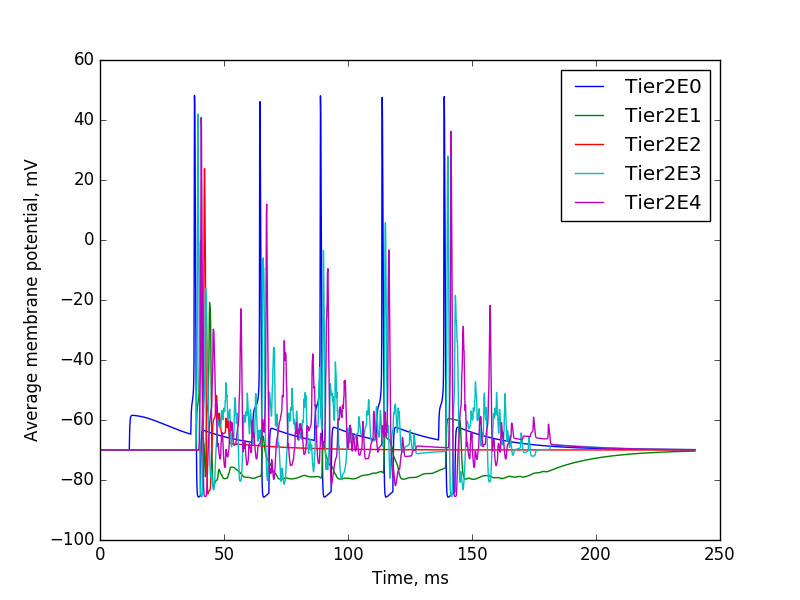 60
40
20
0
−20
−40
−60
−80
−100
Average membrane potential, mV
Tier2E0
Tier2E1
Tier2E2
Tier2E3
Tier2E4
0 50 100 150 200 250
Time, ms